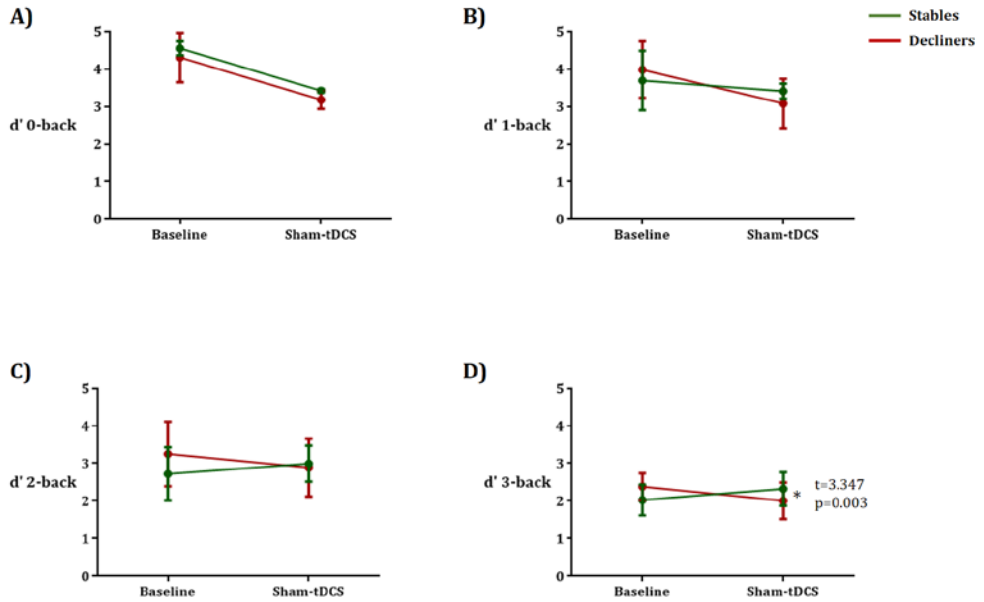 A)
5
4
3
2
1
0
d' 0-back
Baseline Sham-tDCS
B)
5
4
3
2
1
0
d' 1-back
Baseline Sham-tDCS
Stables
Decliners
C)
5
4
3
2
1
0
d' 2-back
Baseline Sham-tDCS
D)
5
4
3
2
1
0
d' 3-back
Baseline Sham-tDCS
*
t=3.347
p=0.003